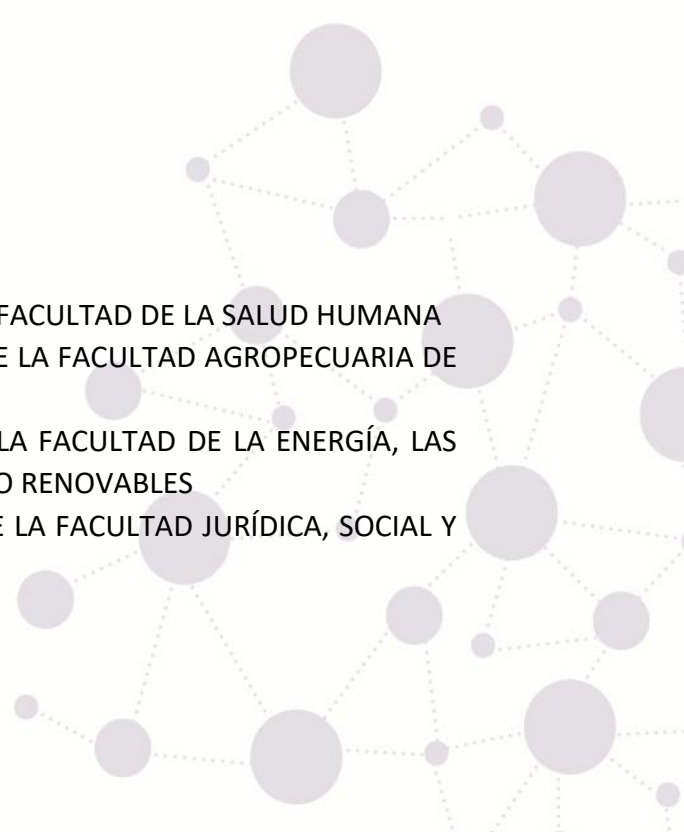 FACULTAD DE LA SALUD HUMANA
LA FACULTAD AGROPECUARIA DE
LA FACULTAD DE LA ENERGÍA, LAS
RENOVABLES
LA FACULTAD JURÍDICA, SOCIAL Y